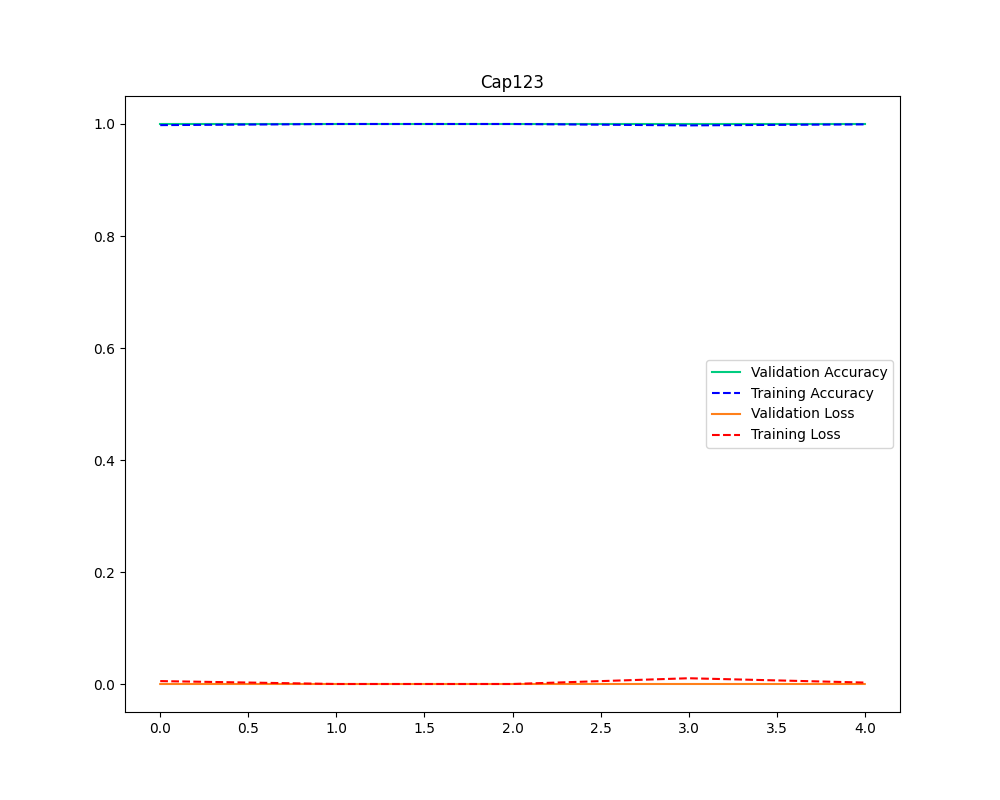 Cap123
1.0
0.8
0.6
0.4
0.2
0.0
Validation Accuracy
Training Accuracy
Validation Loss
Training Loss
0.0 0.5 1.0 1.5 2.0 2.5 3.0 3.5 4.0